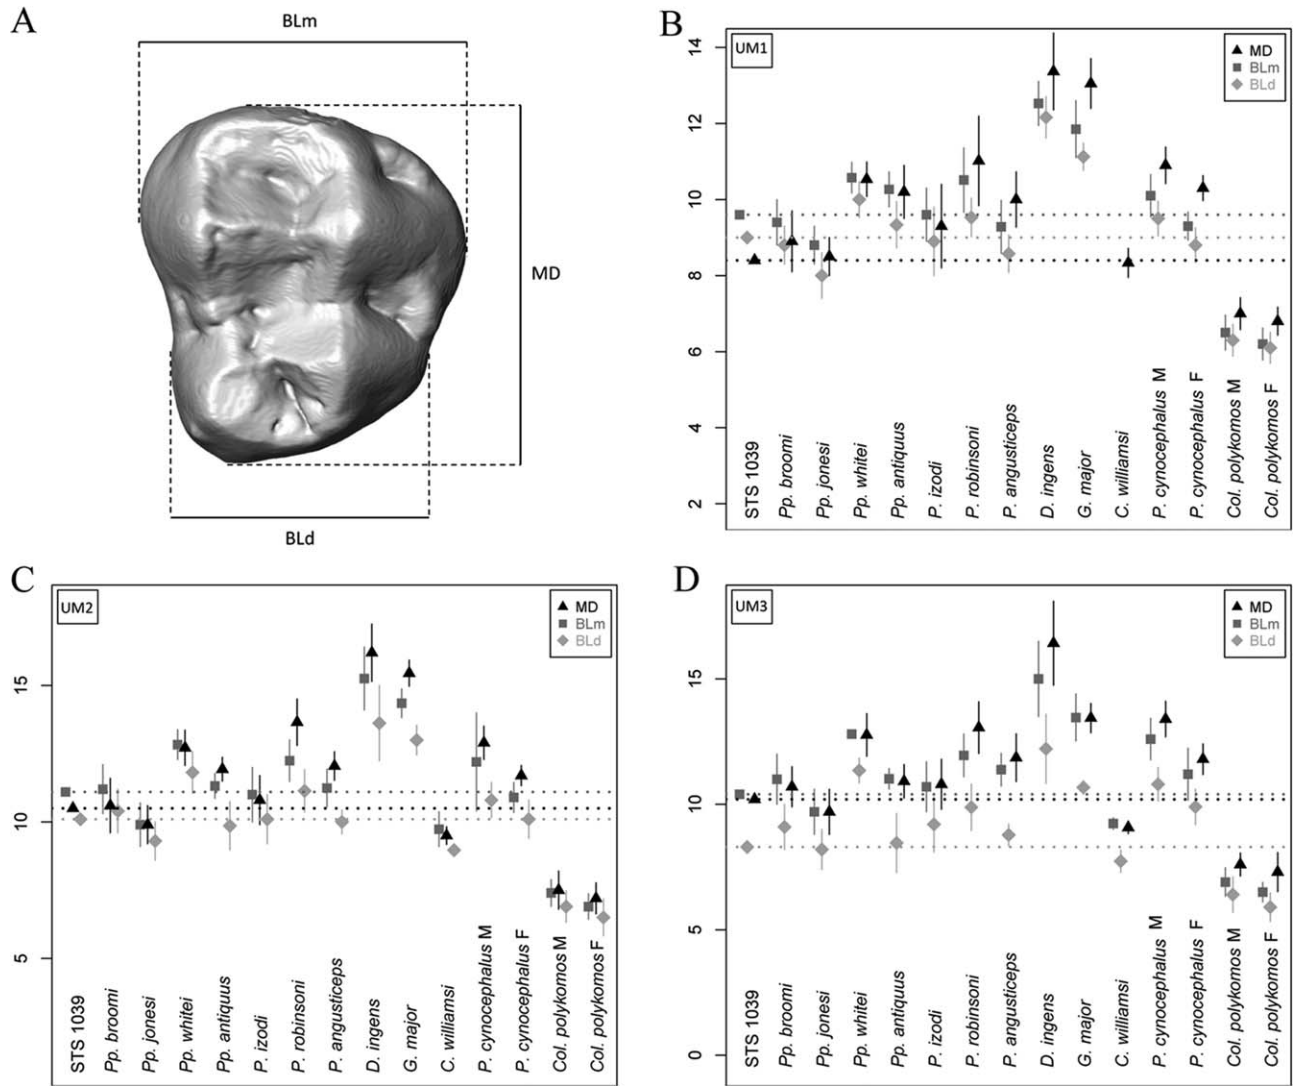 A
BLm
MD
BLd
B
UM1
MD
BLm
BLd
14
12
10
8
6
4
2
STS 1039
Pp. broomi
Pp. jonesi
Pp. whitei
Pp. antiquus
P. izodi
P. robinsoni
P. angusticeps
D. ingens
G. major
C. williamsi
P. cynocephalus M
P. cynocephalus F
Col. polykomos M
Col. polykomos F
C
UM2
MD
BLm
BLd
15
10
5
STS 1039
Pp. broomi
Pp. jonesi
Pp. whitei
Pp. antiquus
P. izodi
P. robinsoni
P. angusticeps
D. ingens
G. major
C. williamsi
P. cynocephalus M
P. cynocephalus F
Col. polykomos M
Col. polykomos F
D
UM3
MD
BLm
BLd
15
10
5
0
STS 1039
Pp. broomi
Pp. jonesi
Pp. whitei
Pp. antiquus
P. izodi
P. robinsoni
P. angusticeps
D. ingens
G. major
C. williamsi
P. cynocephalus M
P. cynocephalus F
Col. polykomos M
Col. polykomos F